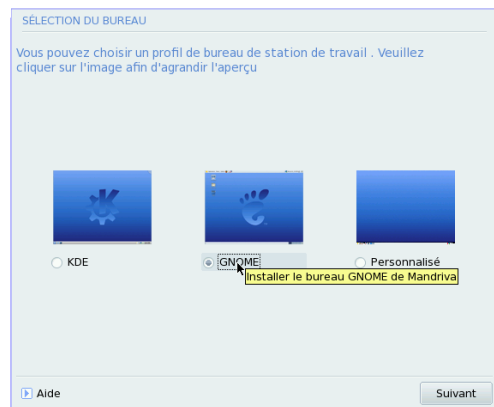 SÉLECTION DU BUREAU
Vous pouvez choisir un profil de bureau de station de travail . Veuillez
cliquer sur l'image afin d'agrandir l'aperçu
KDE
GNOME
Personnalisé
Installer le bureau GNOME de Mandriva
Aide
Suivant